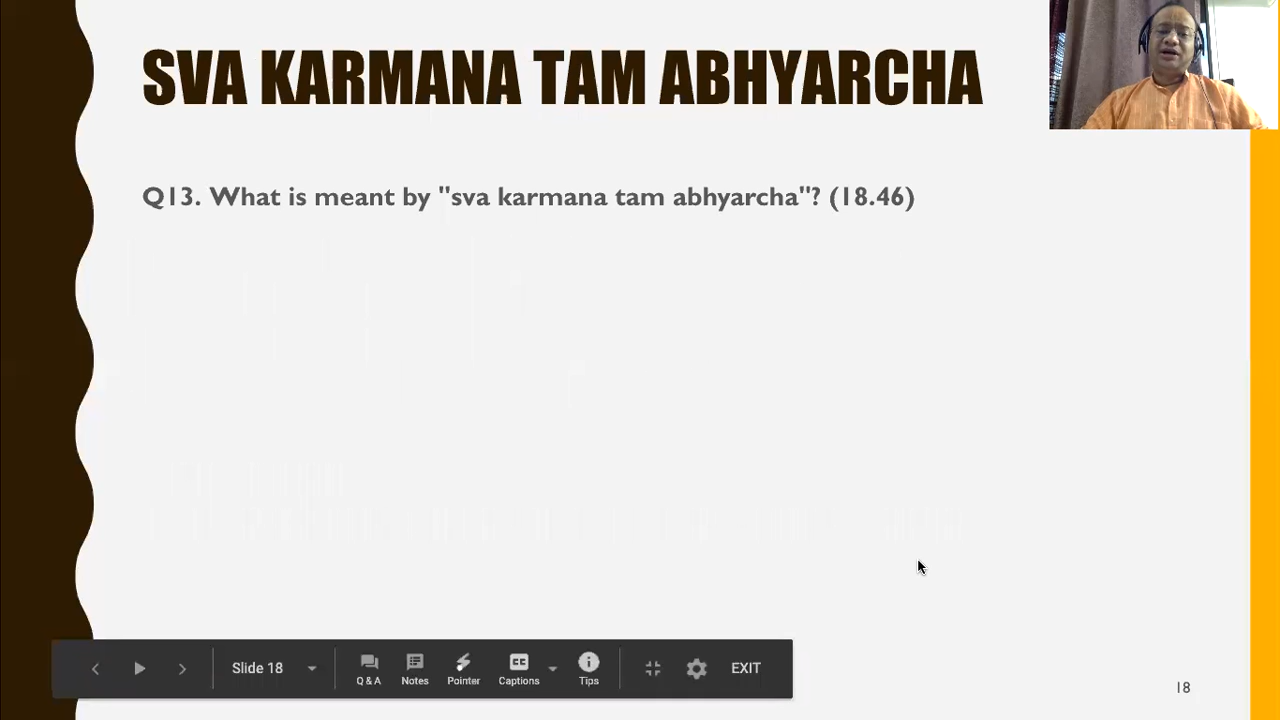 SVA KARMANA TAM ABHYARCHA
Q13. What is meant by "sva karmana tam abhyarcha"? (18.46)
Slide 18
Q & A
Notes
Pointer
CC
Captions
Tips
EXIT
18